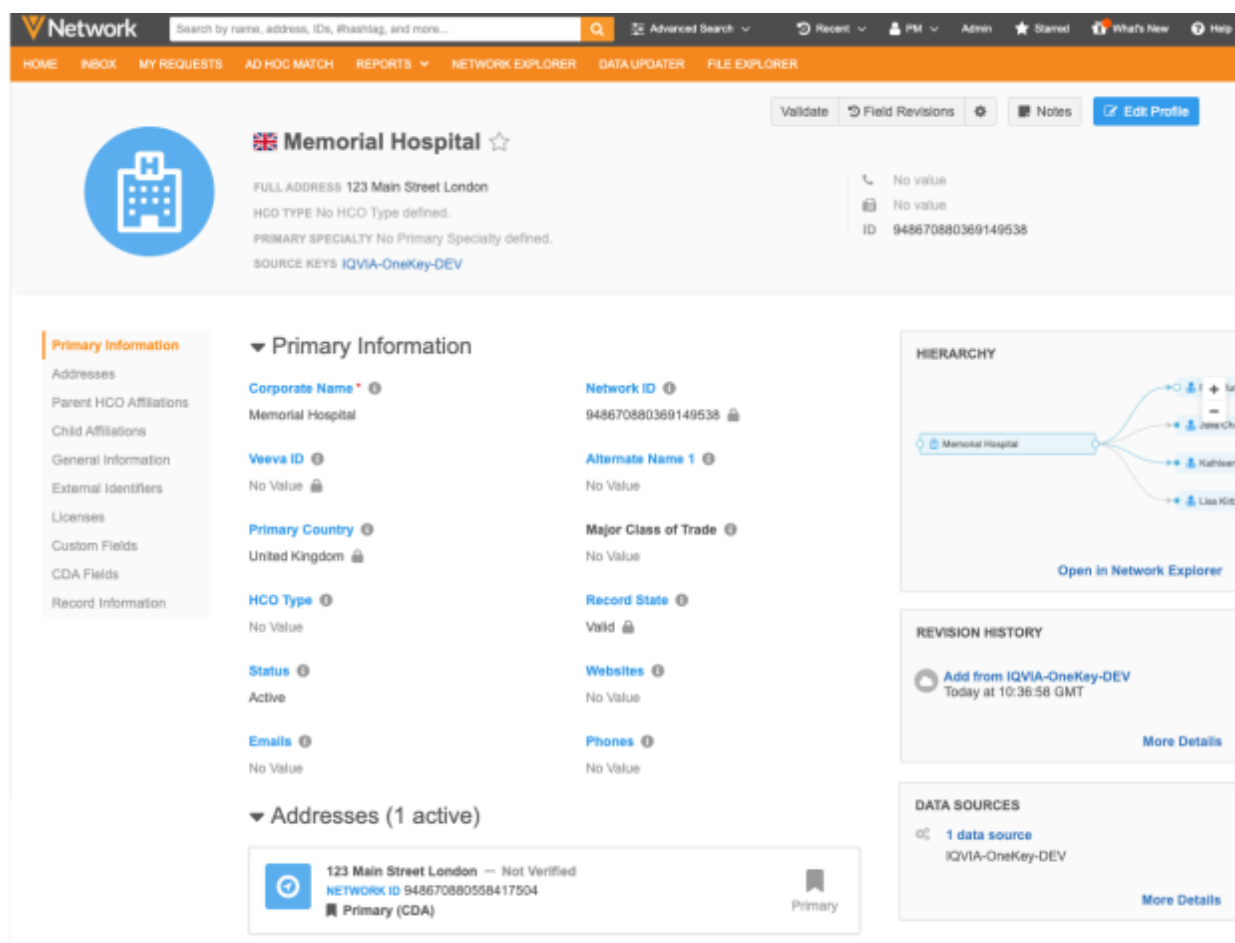 Network
Search by name, address, IDs, #hashtag, and more...
Advanced Search
Recent
PM
Admin
Starred
What's New
Help
HOME INBOX MY REQUESTS AD HOC MATCH REPORTS NETWORK EXPLORER DATA UPDATER FILE EXPLORER
Validate Field Revisions Notes Edit Profile
Memorial Hospital
FULL ADDRESS 123 Main Street London
HCO TYPE No HCO Type defined.
PRIMARY SPECIALTY No Primary Specialty defined.
SOURCE KEYS IQVIA-OneKey-DEV
No value
No value
ID 948670880369149538
Primary Information
Addresses
Parent HCO Affiliations
Child Affiliations
General Information
External Identifiers
Licenses
Custom Fields
CDA Fields
Record Information
Primary Information
Corporate Name* Network ID
Memorial Hospital 948670880369149538
Veeva ID Alternate Name 1
No Value No Value
Primary Country Major Class of Trade
United Kingdom No Value
HCO Type Record State
No Value Valid
Status Websites
Active No Value
Emails Phones
No Value No Value
Addresses (1 active)
123 Main Street London — Not Verified
NETWORK ID 948670880558417504
Primary (CDA)
Primary
HIERARCHY
Memorial Hospital
Kathleen
Lisa
Open in Network Explorer
REVISION HISTORY
Add from IQVIA-OneKey-DEV
Today at 10:36:58 GMT
More Details
DATA SOURCES
1 data source
IQVIA-OneKey-DEV
More Details